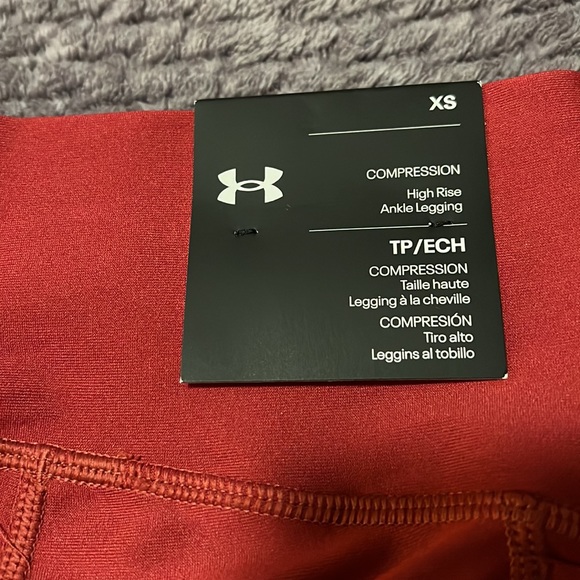 XS
COMPRESSION
High Rise
Ankle Legging
TP/ECH
COMPRESSION
Taille haute
Legging à la cheville
COMPRESIÓN
Tiro alto
Leggins al tobillo